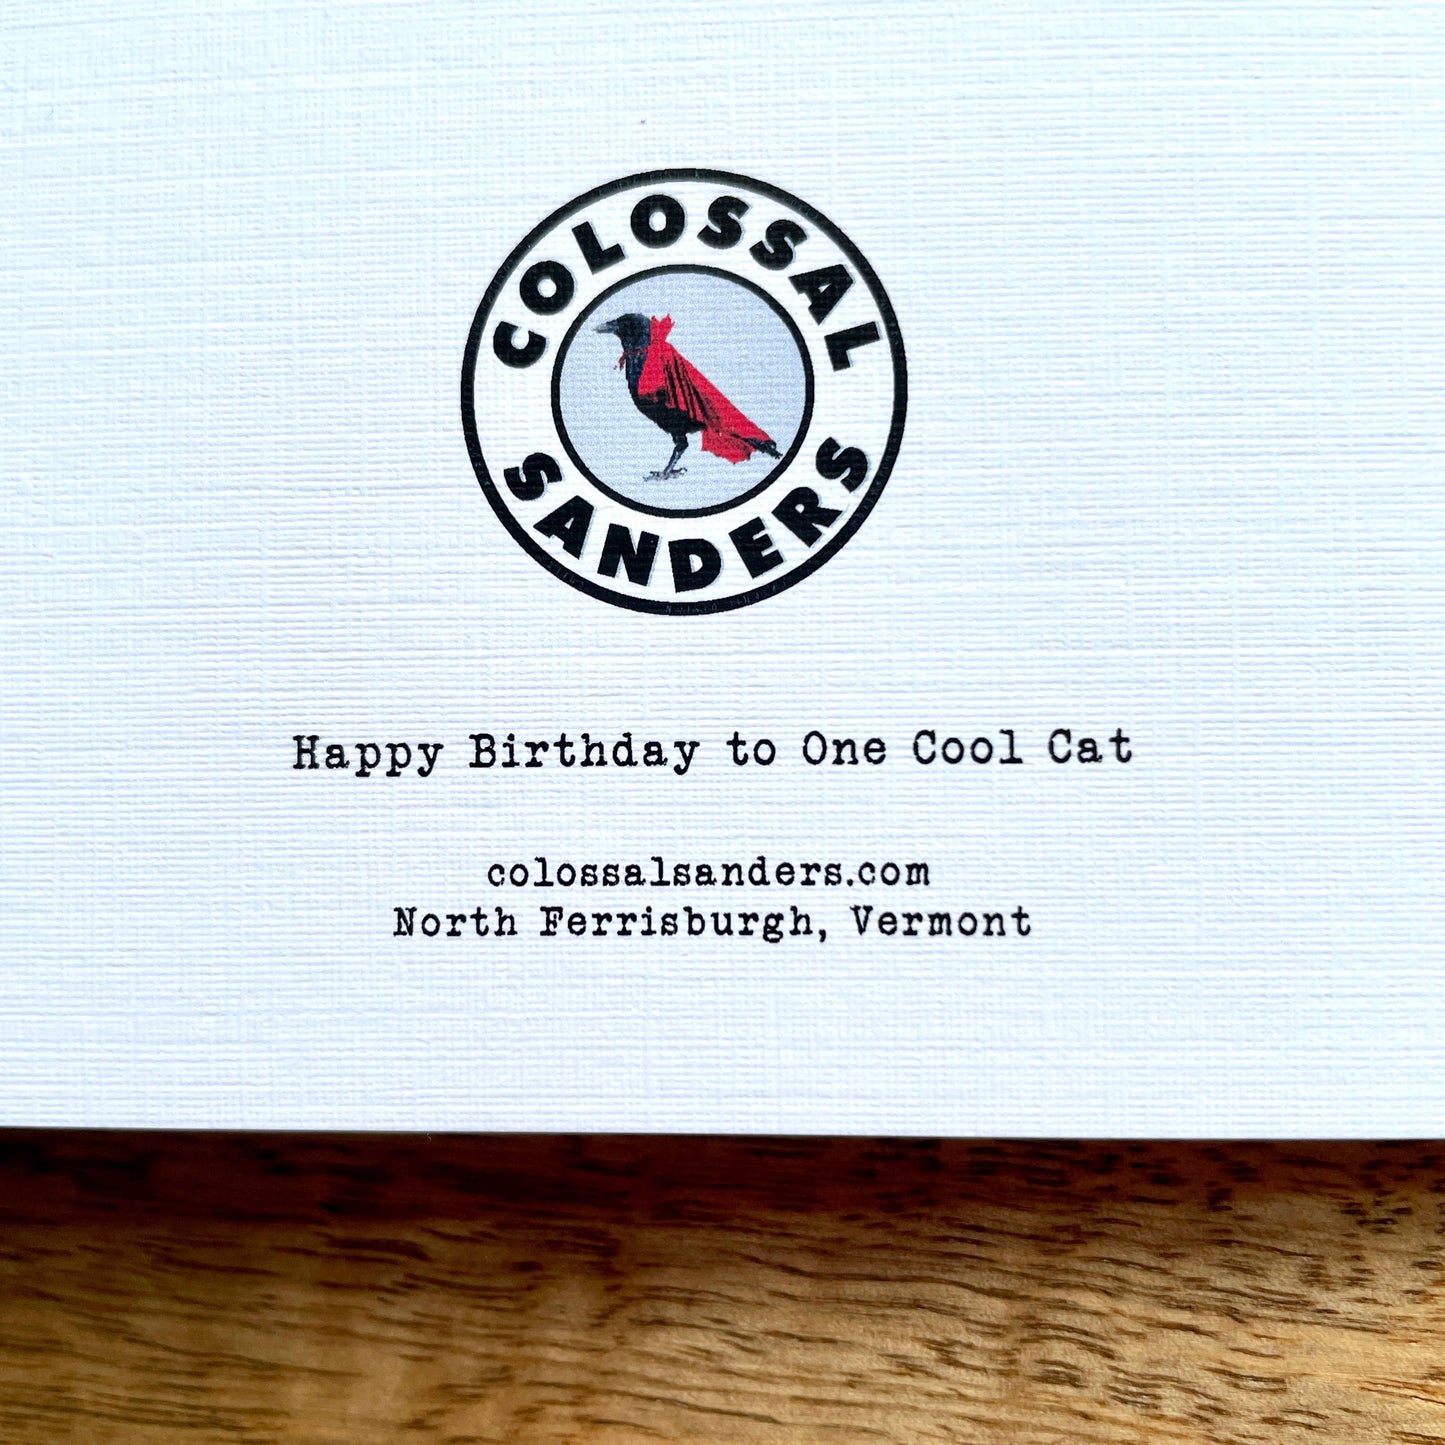 COLOSSAL
SANDERS
Happy Birthday to One Cool Cat
colossalsanders.com
North Ferrisburgh, Vermont